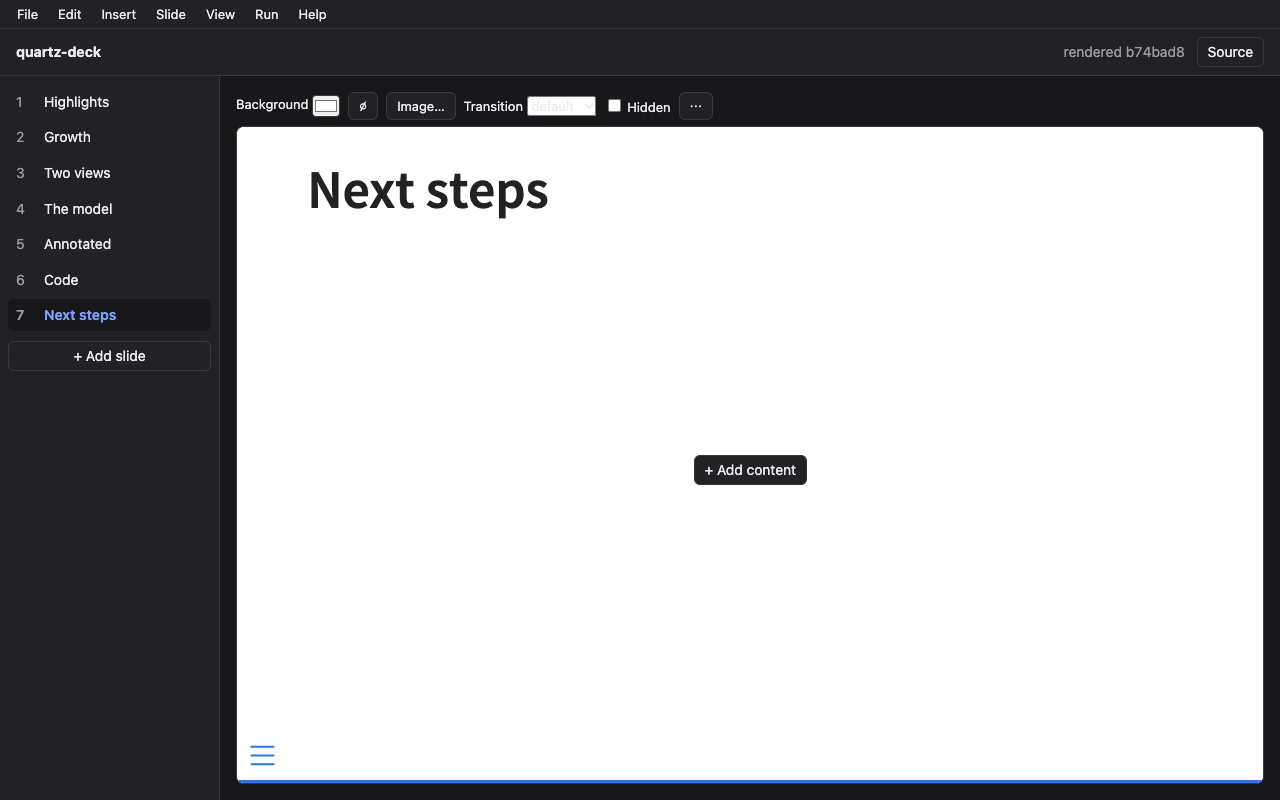 File Edit Insert Slide View Run Help
quartz-deck
rendered b74bad8 Source
1 Highlights
2 Growth
3 Two views
4 The model
5 Annotated
6 Code
7 Next steps
+ Add slide
Background ∅ Image... Transition default Hidden ···
Next steps
+ Add content